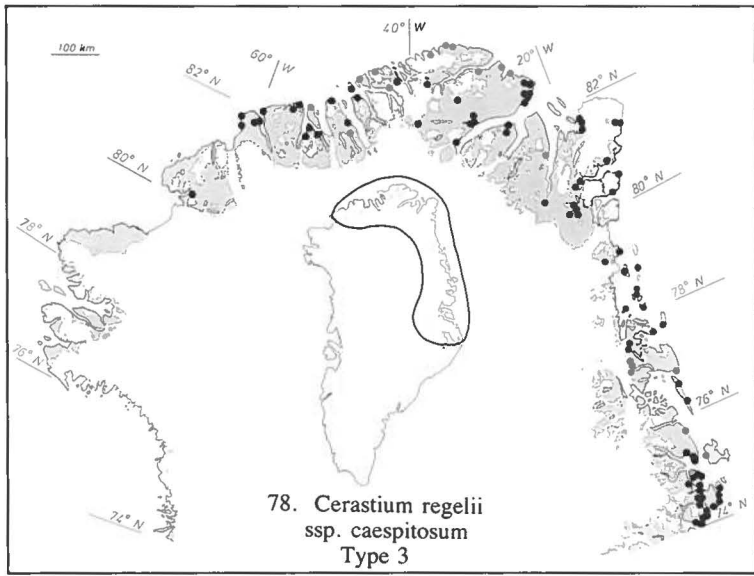 100 km
82° N
60° W
40° W
20° W
82° N
80° N
80° N
78° N
78° N
76° N
76° N
74° N
74° N
78. Cerastium regelii
ssp. caespitosum
Type 3